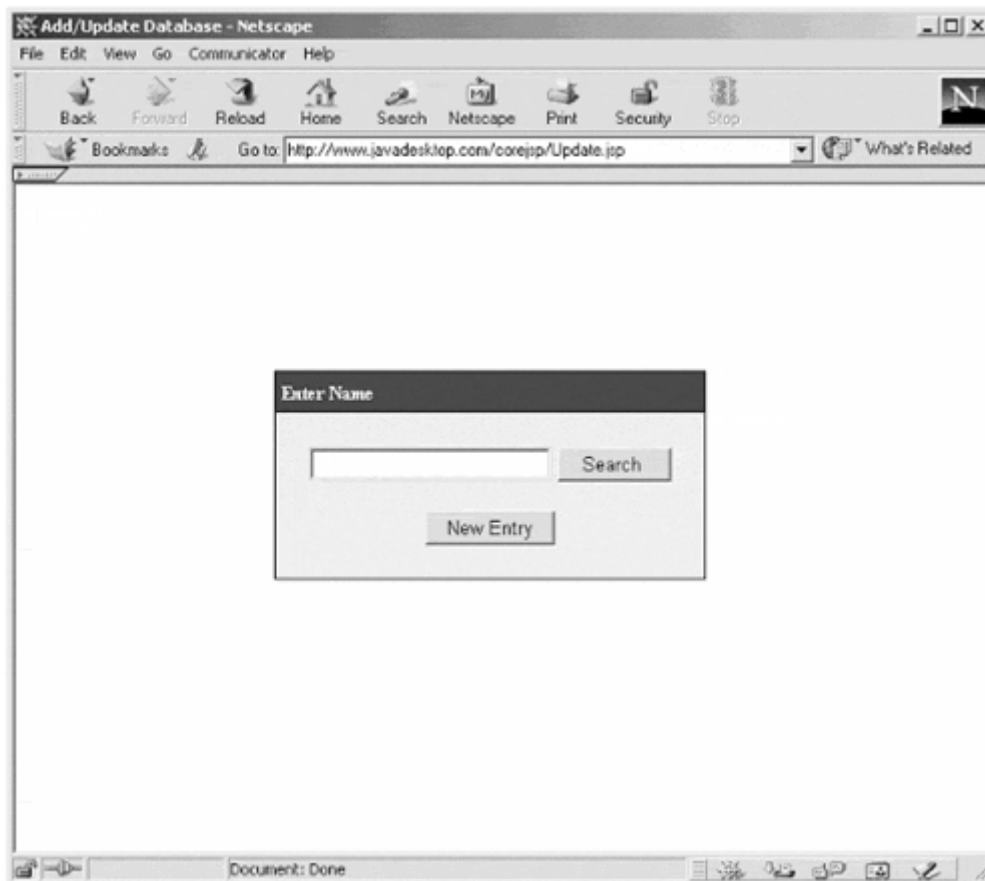 Add/Update Database - Netscape
File Edit View Go Communicator Help
Back Forward Reload Home Search Netscape Print Security Stop
N
Bookmarks Go to: http://www.javadesktop.com/corejsp/Update.jsp What's Related
Enter Name
Search
New Entry
Document: Done